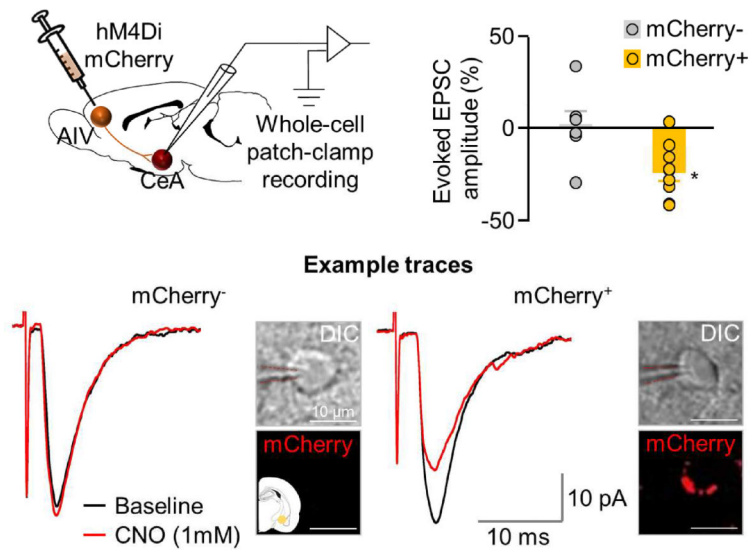 hM4Di
mCherry
AIV
CeA
Whole-cell
patch-clamp
recording
Evoked EPSC
amplitude (%)
50
0
-50
mCherry-
mCherry+
*
Example traces
mCherry-
DIC
10 µm
mCherry
Baseline
CNO (1mM)
mCherry+
DIC
mCherry
10 pA
10 ms